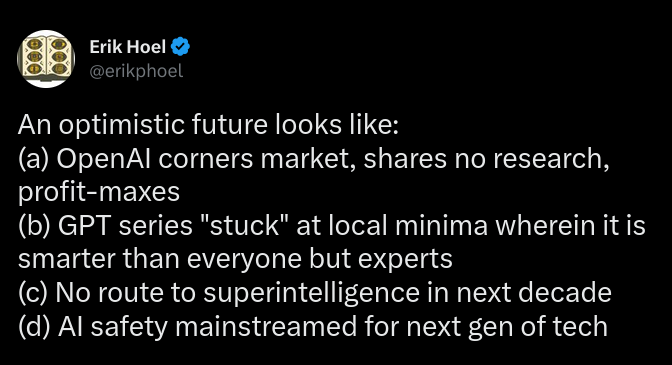 Erik Hoel
@erikphoel
An optimistic future looks like:
(a) OpenAI corners market, shares no research,
profit-maxes
(b) GPT series "stuck" at local minima wherein it is
smarter than everyone but experts
(c) No route to superintelligence in next decade
(d) AI safety mainstreamed for next gen of tech